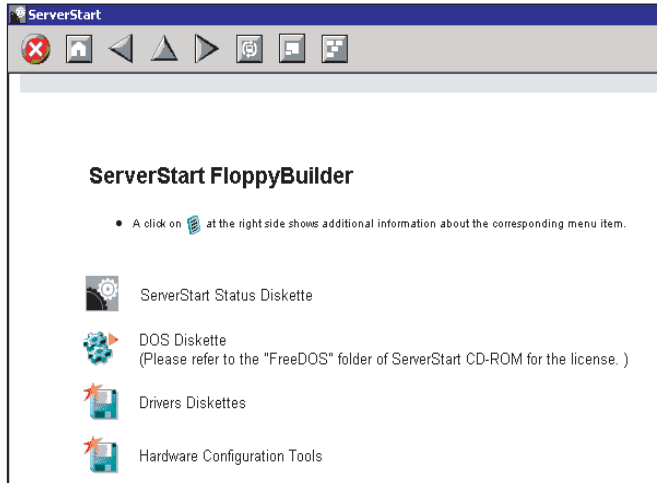 ServerStart
ServerStart FloppyBuilder
• A click on at the right side shows additional information about the corresponding menu item.
ServerStart Status Diskette
DOS Diskette
(Please refer to the "FreeDOS" folder of ServerStart CD-ROM for the license. )
Drivers Diskettes
Hardware Configuration Tools